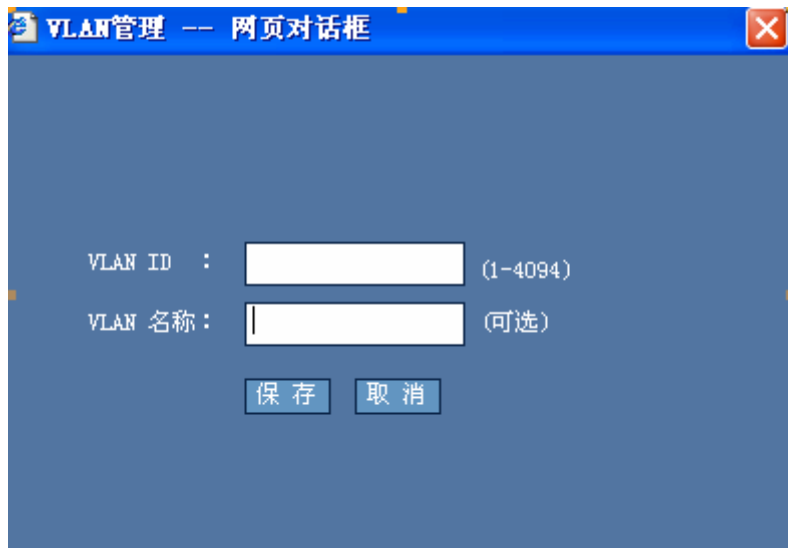 VLAN管理 -- 网页对话框
VLAN ID ： (1-4094)
VLAN 名称： (可选)
保 存 取 消